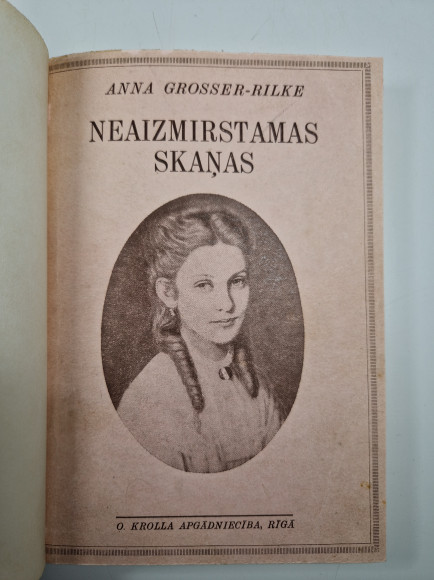 ANNA GROSSER-RILKE
NEAIZMIRSTAMAS
SKAŅAS
O. KROLLA APGĀDNIECĪBA, RĪGĀ